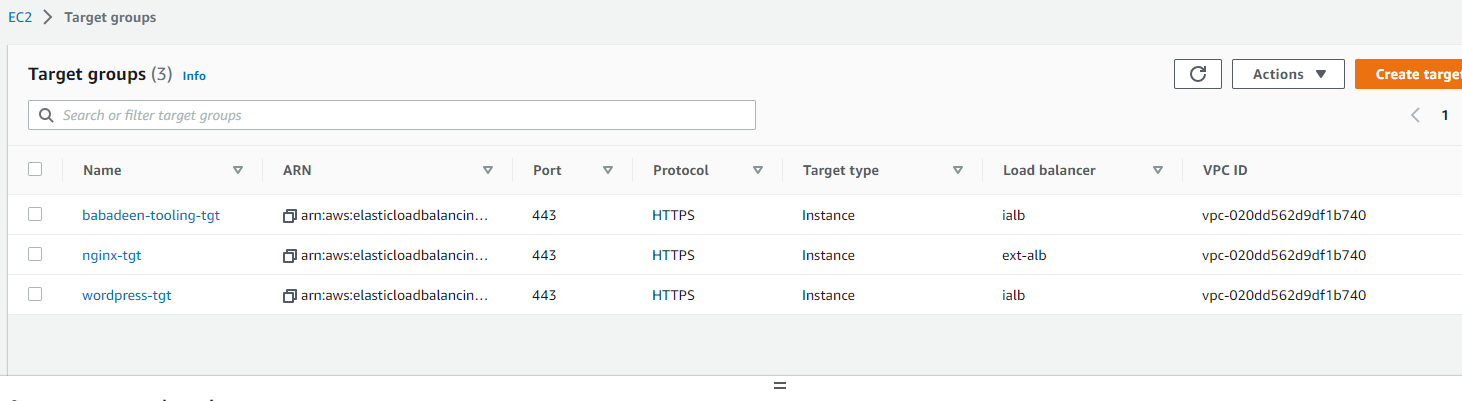 EC2 > Target groups
Target groups (3) Info
Actions
Create target
Search or filter target groups
1
Name ARN Port Protocol Target type Load balancer VPC ID
babadeen-tooling-tgt arn:aws:elasticloadbalancin... 443 HTTPS Instance ialb vpc-020dd562d9df1b740
nginx-tgt arn:aws:elasticloadbalancin... 443 HTTPS Instance ext-alb vpc-020dd562d9df1b740
wordpress-tgt arn:aws:elasticloadbalancin... 443 HTTPS Instance ialb vpc-020dd562d9df1b740